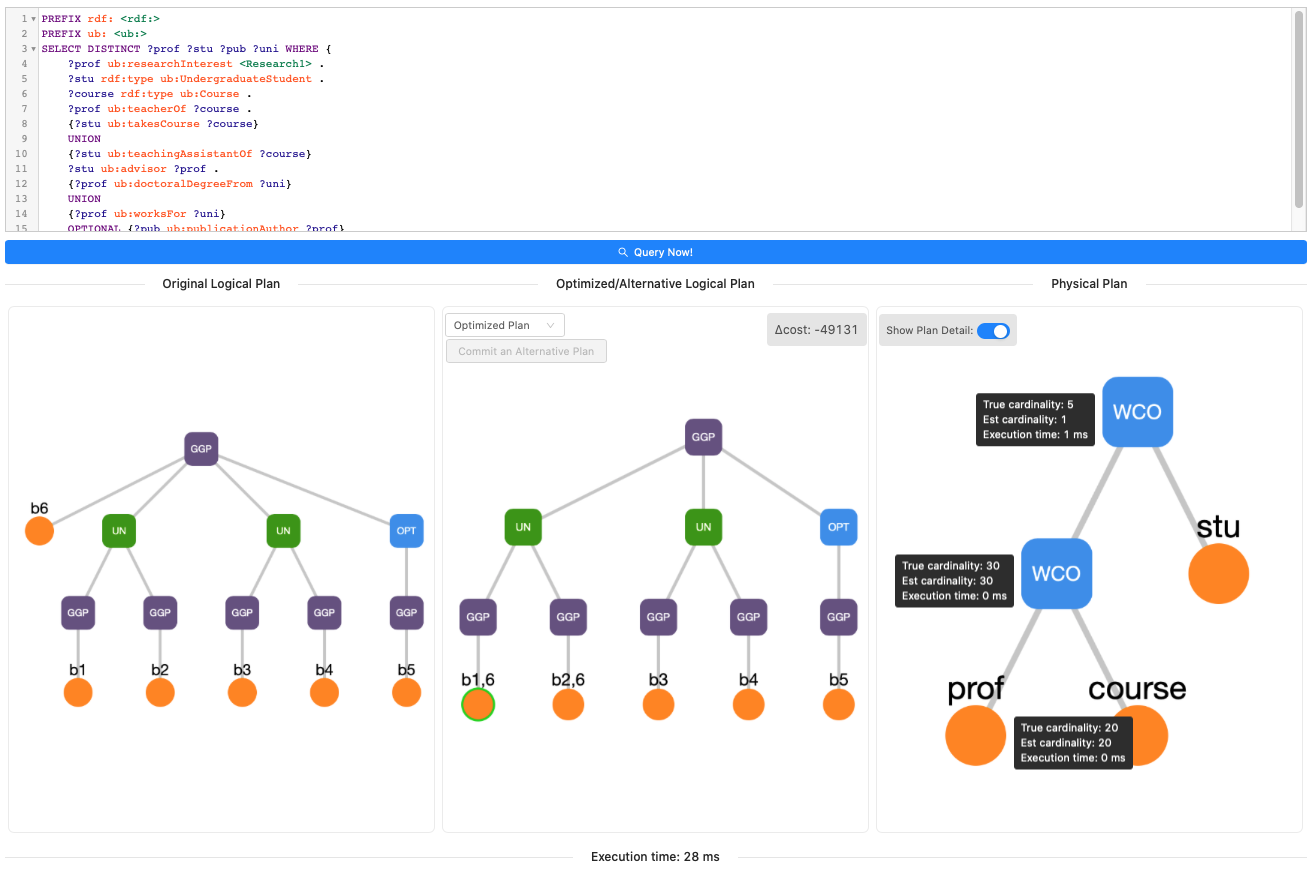 1 PREFIX rdf: <rdf:>
2 PREFIX ub: <ub:>
3 SELECT DISTINCT ?prof ?stu ?pub ?uni WHERE {
4 ?prof ub:researchInterest <Research1> .
5 ?stu rdf:type ub:UndergraduateStudent .
6 ?course rdf:type ub:Course .
7 ?prof ub:teacherOf ?course .
8 {?stu ub:takesCourse ?course}
9 UNION
10 {?stu ub:teachingAssistantOf ?course}
11 ?stu ub:advisor ?prof .
12 {?prof ub:doctoralDegreeFrom ?uni}
13 UNION
14 {?prof ub:worksFor ?uni}
15 OPTIONAL {?pub ub:publicationAuthor ?prof}
Query Now!
Original Logical Plan
GGP
b6
UN
UN
OPT
GGP
GGP
GGP
GGP
GGP
b1
b2
b3
b4
b5
Optimized/Alternative Logical Plan
Optimized Plan
Commit an Alternative Plan
Δcost: -49131
GGP
UN
UN
OPT
GGP
GGP
GGP
GGP
GGP
b1,6
b2,6
b3
b4
b5
Physical Plan
Show Plan Detail:
WCO
True cardinality: 5
Est cardinality: 1
Execution time: 1 ms
stu
WCO
True cardinality: 30
Est cardinality: 30
Execution time: 0 ms
prof
course
True cardinality: 20
Est cardinality: 20
Execution time: 0 ms
Execution time: 28 ms